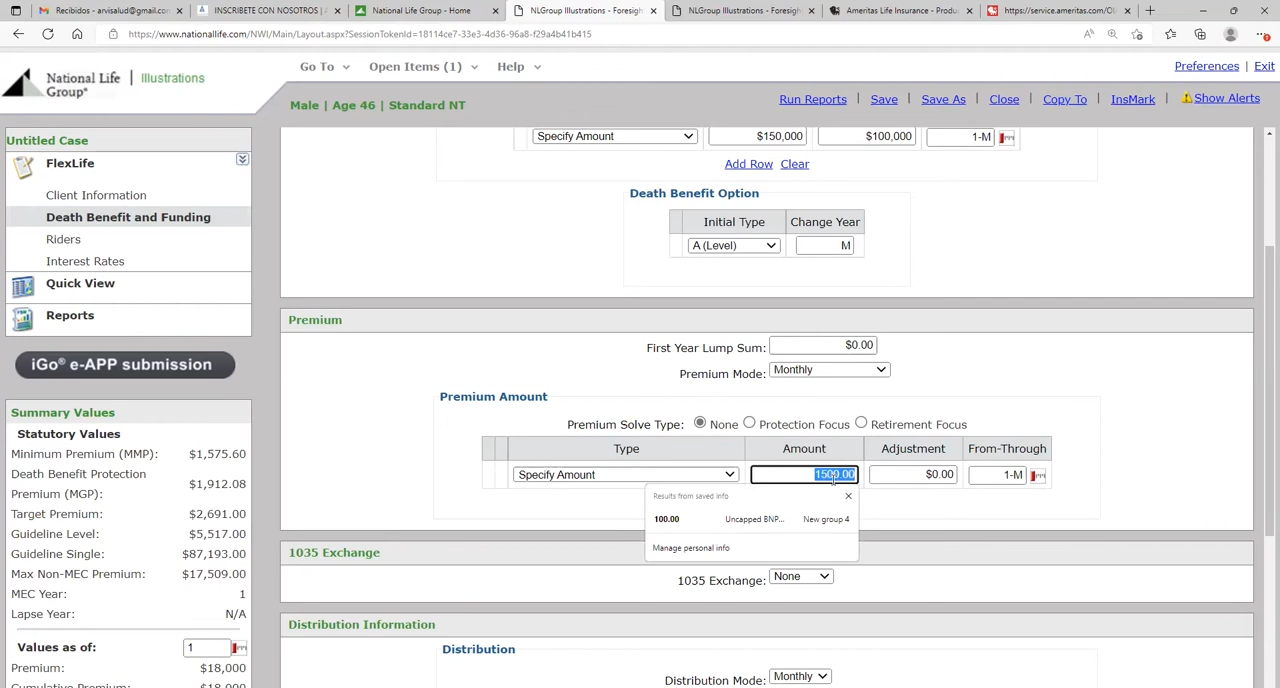 Recibidos - arvisalud@gmail.co
INSCRIBETE CON NOSOTROS |
National Life Group - Home
NLGroup Illustrations - Foresigh
NLGroup Illustrations - Foresigh
Ameritas Life Insurance - Produ
https://service.ameritas.com/OL
https://www.nationallife.com/NWI/Main/Layout.aspx?SessionTokenId=18114ce7-33e3-4d36-96a8-f29a4b41b415
National Life Group®
Illustrations
Go To
Open Items (1)
Help
Preferences | Exit
Male | Age 46 | Standard NT
Run Reports | Save | Save As | Close | Copy To | InsMark | Show Alerts
Untitled Case
FlexLife
Client Information
Death Benefit and Funding
Riders
Interest Rates
Quick View
Reports
iGo® e-APP submission
Summary Values
Statutory Values
Minimum Premium (MMP): $1,575.60
Death Benefit Protection
Premium (MGP): $1,912.08
Target Premium: $2,691.00
Guideline Level: $5,517.00
Guideline Single: $87,193.00
Max Non-MEC Premium: $17,509.00
MEC Year: 1
Lapse Year: N/A
Values as of: 1
Premium: $18,000
Cumulative Premium: $18,000
Specify Amount $150,000 $100,000 1-M
Add Row Clear
Death Benefit Option
Initial Type Change Year
A (Level) M
Premium
First Year Lump Sum: $0.00
Premium Mode: Monthly
Premium Amount
Premium Solve Type: None Protection Focus Retirement Focus
Type Amount Adjustment From-Through
Specify Amount 1500.00 $0.00 1-M
Results from saved info
100.00 Uncapped BNP... New group 4
Manage personal info
1035 Exchange
1035 Exchange: None
Distribution Information
Distribution
Distribution Mode: Monthly